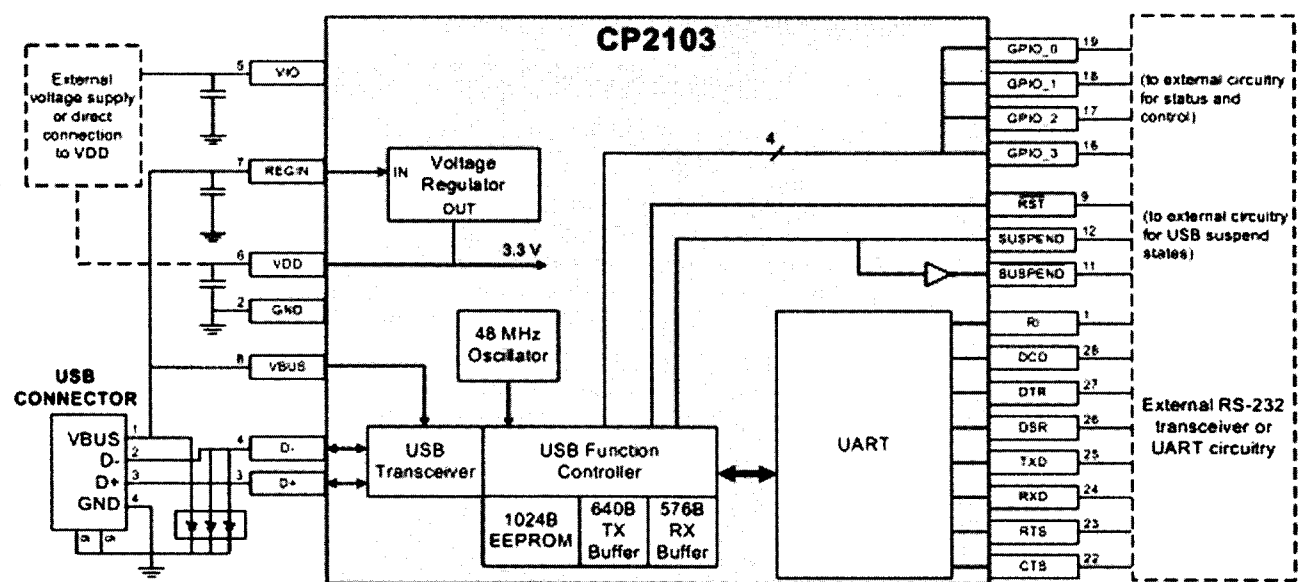 CP2103
External
voltage supply
or direct
connection
to VDD
5
VIO
7
REGIN
IN
Voltage
Regulator
OUT
6
VDD
3.3 V
2
GND
48 MHz
Oscillator
8
VBUS
USB
CONNECTOR
VBUS
1
D-
2
D+
3
GND
4
5
6
4
D-
3
D+
USB
Transceiver
USB Function
Controller
1024B
EEPROM
640B
TX
Buffer
576B
RX
Buffer
UART
4
GPIO_0
19
GPIO_1
18
GPIO_2
17
GPIO_3
16
RST
9
SUSPEND
12
SUSPEND
11
RI
1
DCD
28
DTR
27
DSR
26
TXD
25
RXD
24
RTS
23
CTS
22
(to external circuitry
for status and
control)
(to external circuitry
for USB suspend
states)
External RS-232
transceiver or
UART circuitry